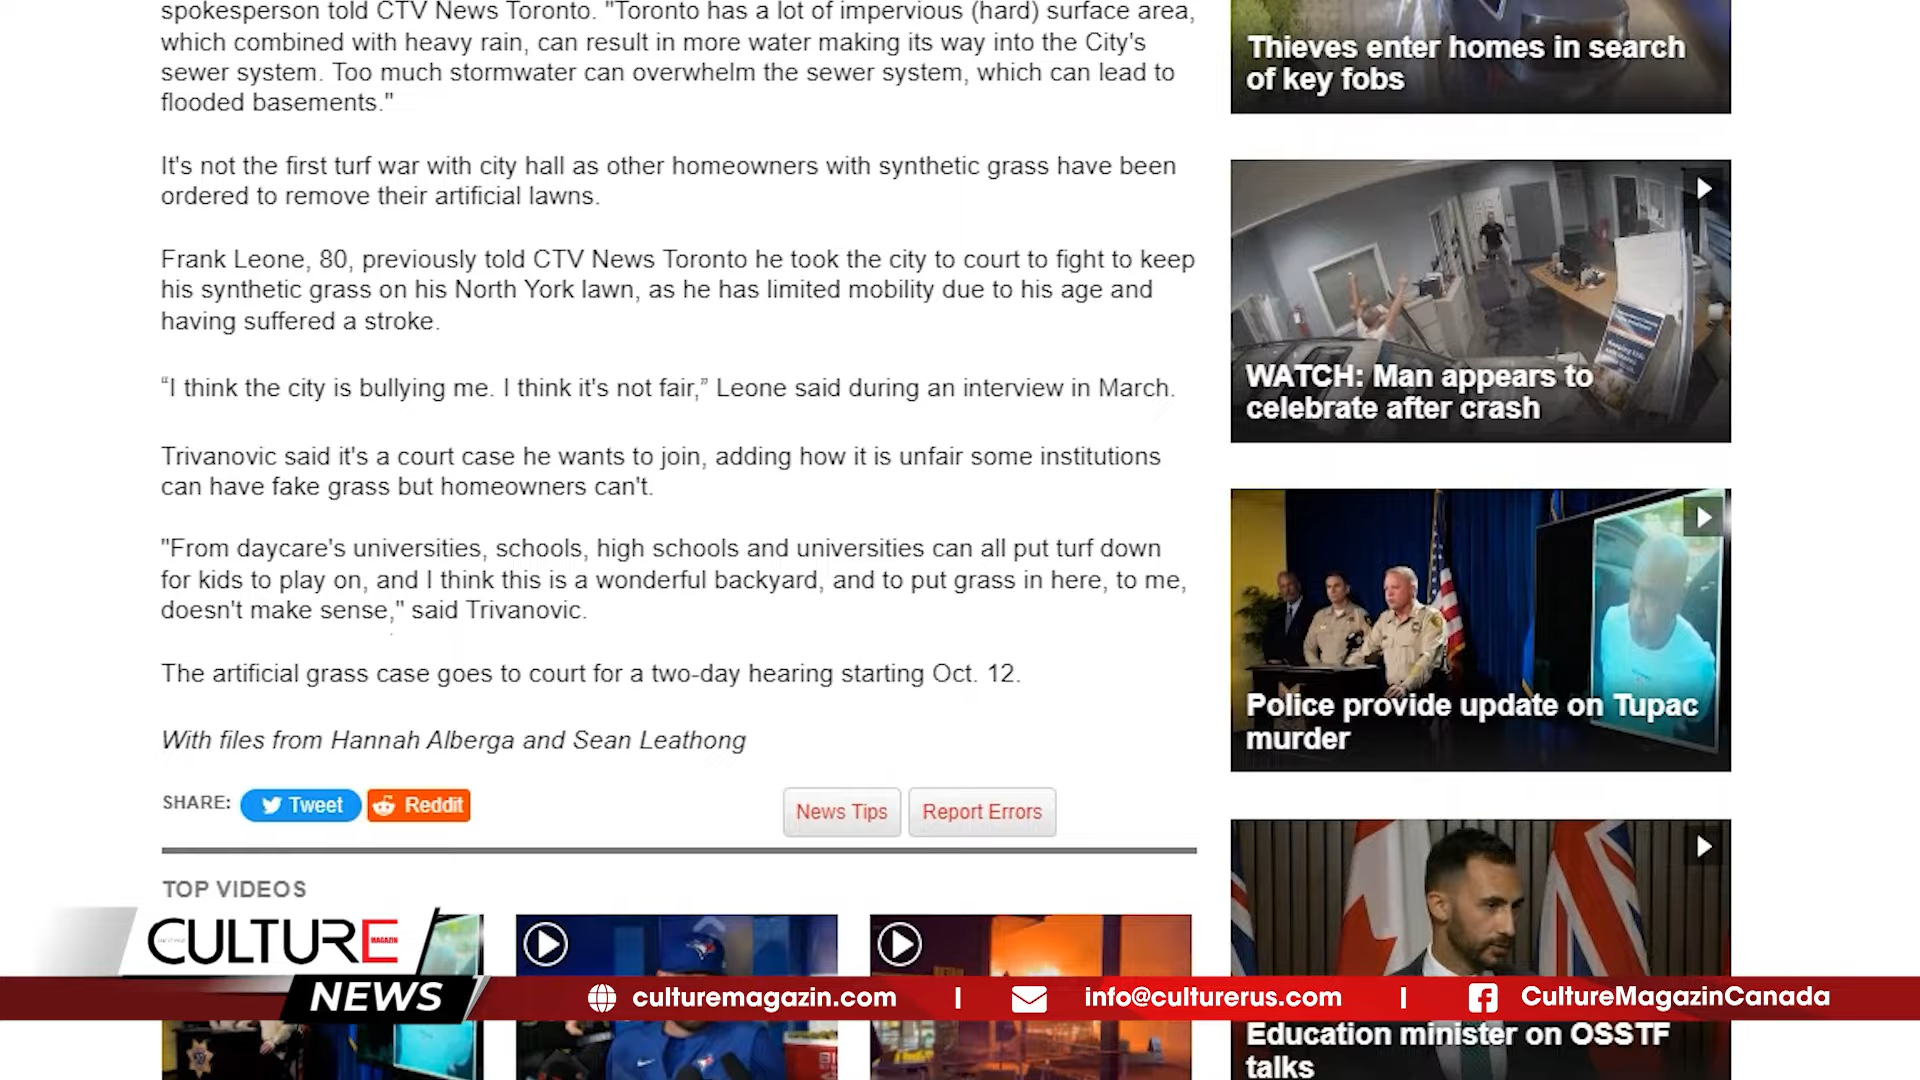 spokesperson told CTV News Toronto. "Toronto has a lot of impervious (hard) surface area,
which combined with heavy rain, can result in more water making its way into the City's
sewer system. Too much stormwater can overwhelm the sewer system, which can lead to
flooded basements."
It's not the first turf war with city hall as other homeowners with synthetic grass have been
ordered to remove their artificial lawns.
Frank Leone, 80, previously told CTV News Toronto he took the city to court to fight to keep
his synthetic grass on his North York lawn, as he has limited mobility due to his age and
having suffered a stroke.
“I think the city is bullying me. I think it's not fair,” Leone said during an interview in March.
Trivanovic said it's a court case he wants to join, adding how it is unfair some institutions
can have fake grass but homeowners can't.
"From daycare's universities, schools, high schools and universities can all put turf down
for kids to play on, and I think this is a wonderful backyard, and to put grass in here, to me,
doesn't make sense," said Trivanovic.
The artificial grass case goes to court for a two-day hearing starting Oct. 12.
With files from Hannah Alberga and Sean Leathong
SHARE: Tweet Reddit News Tips Report Errors
TOP VIDEOS
Thieves enter homes in search
of key fobs
WATCH: Man appears to
celebrate after crash
Police provide update on Tupac
murder
Education minister on OSSTF
talks
CULTURE MAGAZIN
NEWS
culturemagazin.com | info@culturerus.com | CultureMagazinCanada